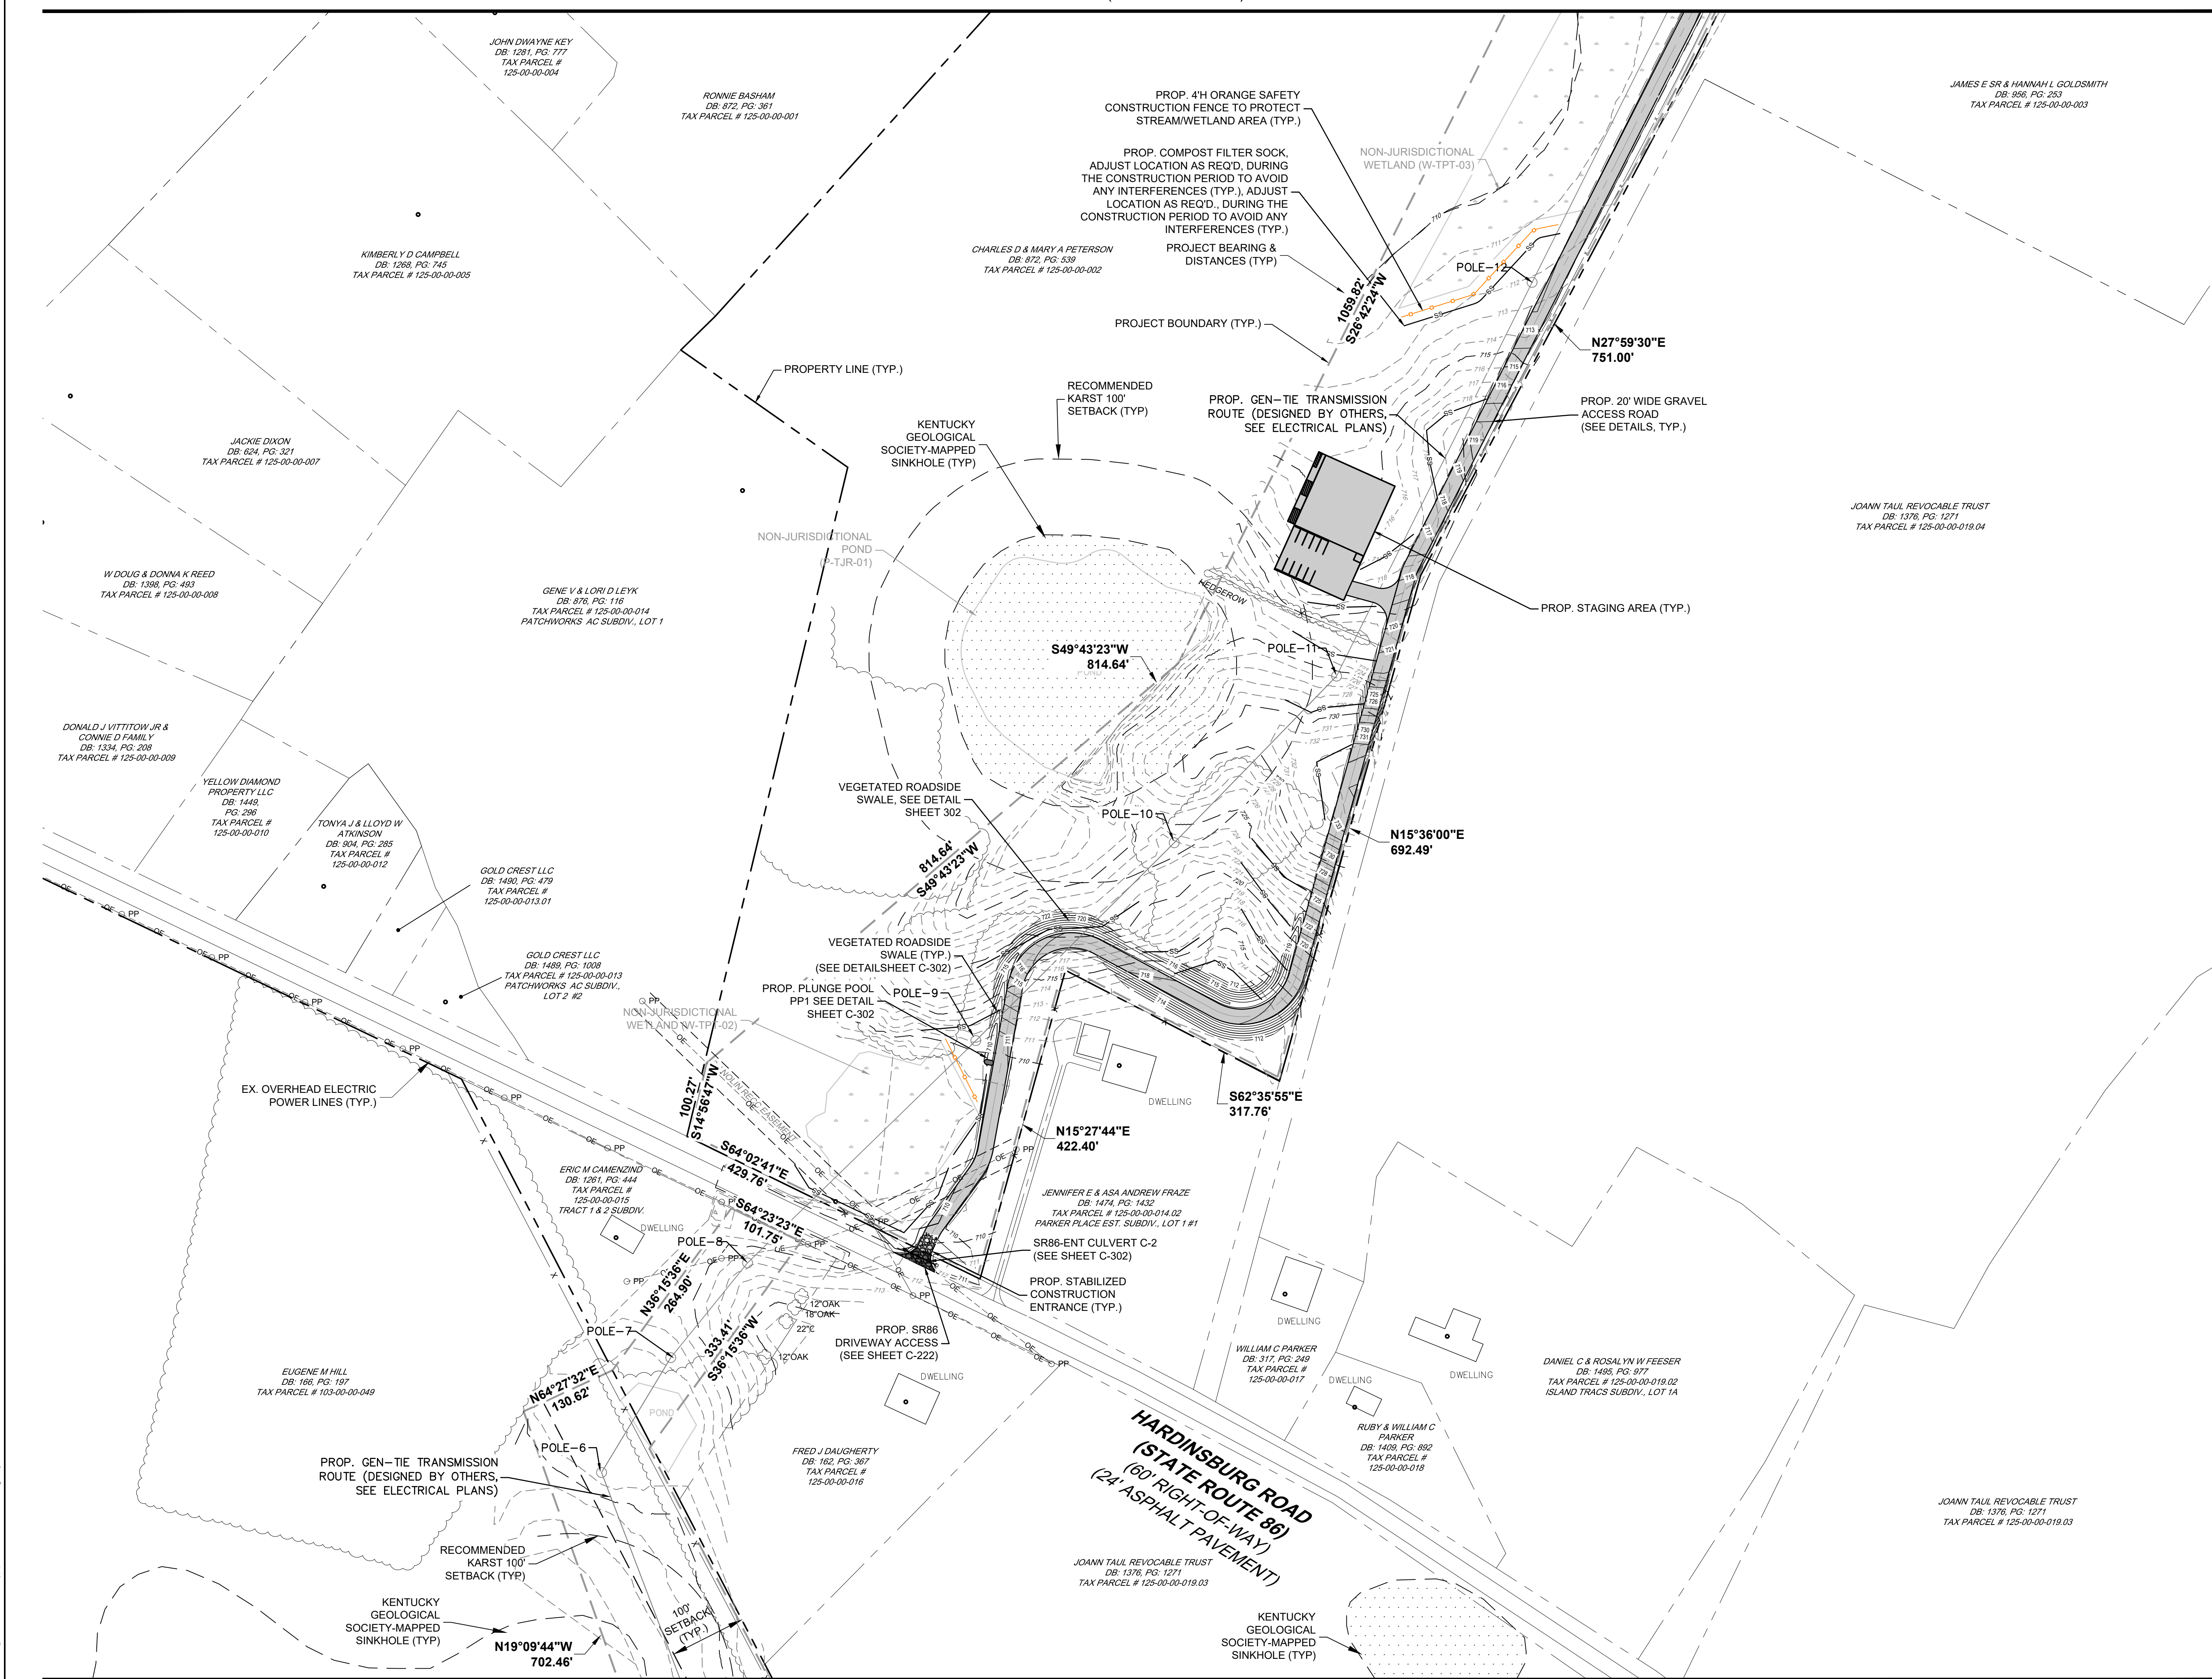 JOHN DWAYNE KEY
DB: 1281, PG: 777
TAX PARCEL #
125-00-00-004
RONNIE BASHAM
DB: 872, PG: 361
TAX PARCEL # 125-00-00-001
JAMES E SR & HANNAH L GOLDSMITH
DB: 956, PG: 253
TAX PARCEL # 125-00-00-003
PROP. 4'H ORANGE SAFETY
CONSTRUCTION FENCE TO PROTECT
STREAM/WETLAND AREA (TYP.)
PROP. COMPOST FILTER SOCK,
ADJUST LOCATION AS REQ'D, DURING
THE CONSTRUCTION PERIOD TO AVOID
ANY INTERFERENCES (TYP.), ADJUST
LOCATION AS REQ'D., DURING THE
CONSTRUCTION PERIOD TO AVOID ANY
INTERFERENCES (TYP.)
NON-JURISDICTIONAL
WETLAND (W-TPT-03)
PROJECT BEARING &
DISTANCES (TYP)
KIMBERLY D CAMPBELL
DB: 1268, PG: 745
TAX PARCEL # 125-00-00-005
CHARLES D & MARY A PETERSON
DB: 872, PG: 539
TAX PARCEL # 125-00-00-002
POLE-12
1059.82'
S26°42'24"W
PROJECT BOUNDARY (TYP.)
N27°59'30"E
751.00'
PROPERTY LINE (TYP.)
RECOMMENDED
KARST 100'
SETBACK (TYP)
PROP. GEN-TIE TRANSMISSION
ROUTE (DESIGNED BY OTHERS,
SEE ELECTRICAL PLANS)
PROP. 20' WIDE GRAVEL
ACCESS ROAD
(SEE DETAILS, TYP.)
KENTUCKY
GEOLOGICAL
SOCIETY-MAPPED
SINKHOLE (TYP)
JACKIE DIXON
DB: 624, PG: 321
TAX PARCEL # 125-00-00-007
JOANN TAUL REVOCABLE TRUST
DB: 1376, PG: 1271
TAX PARCEL # 125-00-00-019.04
NON-JURISDICTIONAL
POND
(P-TJR-01)
W DOUG & DONNA K REED
DB: 1398, PG: 493
TAX PARCEL # 125-00-00-008
GENE V & LORI D LEYK
DB: 876, PG: 116
TAX PARCEL # 125-00-00-014
PATCHWORKS AC SUBDIV., LOT 1
HEDGEROW
PROP. STAGING AREA (TYP.)
S49°43'23"W
814.64'
POND
POLE-11
DONALD J VITTITOW JR &
CONNIE D FAMILY
DB: 1334, PG: 208
TAX PARCEL # 125-00-00-009
YELLOW DIAMOND
PROPERTY LLC
DB: 1449,
PG: 296
TAX PARCEL #
125-00-00-010
TONYA J & LLOYD W
ATKINSON
DB: 904, PG: 285
TAX PARCEL #
125-00-00-012
VEGETATED ROADSIDE
SWALE, SEE DETAIL
SHEET 302
POLE-10
N15°36'00"E
692.49'
814.64'
S49°43'23"W
GOLD CREST LLC
DB: 1490, PG: 479
TAX PARCEL #
125-00-00-013.01
GOLD CREST LLC
DB: 1489, PG: 1008
TAX PARCEL # 125-00-00-013
PATCHWORKS AC SUBDIV.,
LOT 2 #2
VEGETATED ROADSIDE
SWALE (TYP.)
(SEE DETAILSHEET C-302)
PROP. PLUNGE POOL
PP1 SEE DETAIL
SHEET C-302
POLE-9
NON-JURISDICTIONAL
WETLAND (W-TPT-02)
EX. OVERHEAD ELECTRIC
POWER LINES (TYP.)
NOLIN RECC EASEMENT
100.27'
S14°56'47"W
DWELLING
S62°35'55"E
317.76'
N15°27'44"E
422.40'
S64°02'41"E
429.76'
ERIC M CAMENZIND
DB: 1261, PG: 444
TAX PARCEL #
125-00-00-015
TRACT 1 & 2 SUBDIV.
DWELLING
S64°23'23"E
101.75'
JENNIFER E & ASA ANDREW FRAZE
DB: 1474, PG: 1432
TAX PARCEL # 125-00-00-014.02
PARKER PLACE EST. SUBDIV., LOT 1 #1
POLE-8
SR86-ENT CULVERT C-2
(SEE SHEET C-302)
PROP. STABILIZED
CONSTRUCTION
ENTRANCE (TYP.)
N36°15'36"E
264.90'
12"OAK
18"OAK
22"C
12"OAK
POLE-7
333.41'
S36°15'36"W
PROP. SR86
DRIVEWAY ACCESS
(SEE SHEET C-222)
DWELLING
DWELLING
WILLIAM C PARKER
DB: 317, PG: 249
TAX PARCEL #
125-00-00-017
DWELLING
DWELLING
DANIEL C & ROSALYN W FEESER
DB: 1495, PG: 977
TAX PARCEL # 125-00-00-019.02
ISLAND TRACS SUBDIV., LOT 1A
EUGENE M HILL
DB: 166, PG: 197
TAX PARCEL # 103-00-00-049
N64°27'32"E
130.62'
POND
HARDINSBURG ROAD
(STATE ROUTE 86)
(60' RIGHT-OF-WAY)
(24' ASPHALT PAVEMENT)
RUBY & WILLIAM C
PARKER
DB: 1409, PG: 892
TAX PARCEL #
125-00-00-018
POLE-6
FRED J DAUGHERTY
DB: 162, PG: 367
TAX PARCEL #
125-00-00-016
PROP. GEN-TIE TRANSMISSION
ROUTE (DESIGNED BY OTHERS,
SEE ELECTRICAL PLANS)
JOANN TAUL REVOCABLE TRUST
DB: 1376, PG: 1271
TAX PARCEL # 125-00-00-019.03
RECOMMENDED
KARST 100'
SETBACK (TYP)
JOANN TAUL REVOCABLE TRUST
DB: 1376, PG: 1271
TAX PARCEL # 125-00-00-019.03
KENTUCKY
GEOLOGICAL
SOCIETY-MAPPED
SINKHOLE (TYP)
100'
SETBACK
(TYP.)
N19°09'44"W
702.46'
KENTUCKY
GEOLOGICAL
SOCIETY-MAPPED
SINKHOLE (TYP)